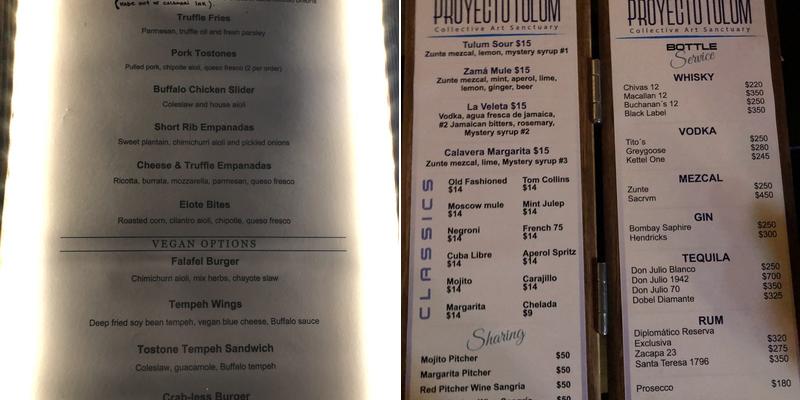 (made out of calamari ink).
Truffle Fries
Parmesan, truffle oil and fresh parsley
Pork Tostones
Pulled pork, chipotle aioli, queso fresco (2 per order)
Buffalo Chicken Slider
Coleslaw and house aioli
Short Rib Empanadas
Sweet plantain, chimichurri aioli and pickled onions
Cheese & Truffle Empanadas
Ricotta, burrata, mozzarella, parmesan, queso fresco
Elote Bites
Roasted corn, cilantro aioli, chipotle, queso fresco
VEGAN OPTIONS
Falafel Burger
Chimichurri aioli, mix herbs, chayote slaw
Tempeh Wings
Deep fried soy bean tempeh, vegan blue cheese, Buffalo sauce
Tostone Tempeh Sandwich
Coleslaw, guacamole, Buffalo tempeh
Crab-less Burger
PROYECTOTULUM
Collective Art Sanctuary
Tulum Sour $15
Zunte mezcal, lemon, mystery syrup #1
Zamá Mule $15
Zunte mezcal, mint, aperol, lime,
lemon, ginger, beer
La Veleta $15
Vodka, agua fresca de jamaica,
#2 Jamaican bitters, rosemary,
Mystery syrup #2
Calavera Margarita $15
Zunte mezcal, lime, Mystery syrup #3
CLASSICS
Old Fashioned Tom Collins
$14 $14
Moscow mule Mint Julep
$14 $14
Negroni French 75
$14 $14
Cuba Libre Aperol Spritz
$14 $14
Mojito Carajillo
$14 $14
Margarita Chelada
$14 $9
Sharing
Mojito Pitcher $50
Margarita Pitcher $50
Red Pitcher Wine Sangria $50
PROYECTOTULUM
Collective Art Sanctuary
BOTTLE
Service
WHISKY
Chivas 12 $220
Macallan 12 $350
Buchanan´s 12 $250
Black Label $350
VODKA
Tito´s $250
Greygoose $280
Kettel One $245
MEZCAL
Zunte $250
Sacrvm $450
GIN
Bombay Saphire $250
Hendricks $300
TEQUILA
Don Julio Blanco $250
Don Julio 1942 $700
Don Julio 70 $350
Dobel Diamante $325
RUM
Diplomático Reserva
Exclusiva $320
Zacapa 23 $275
Santa Teresa 1796 $350
Prosecco $180